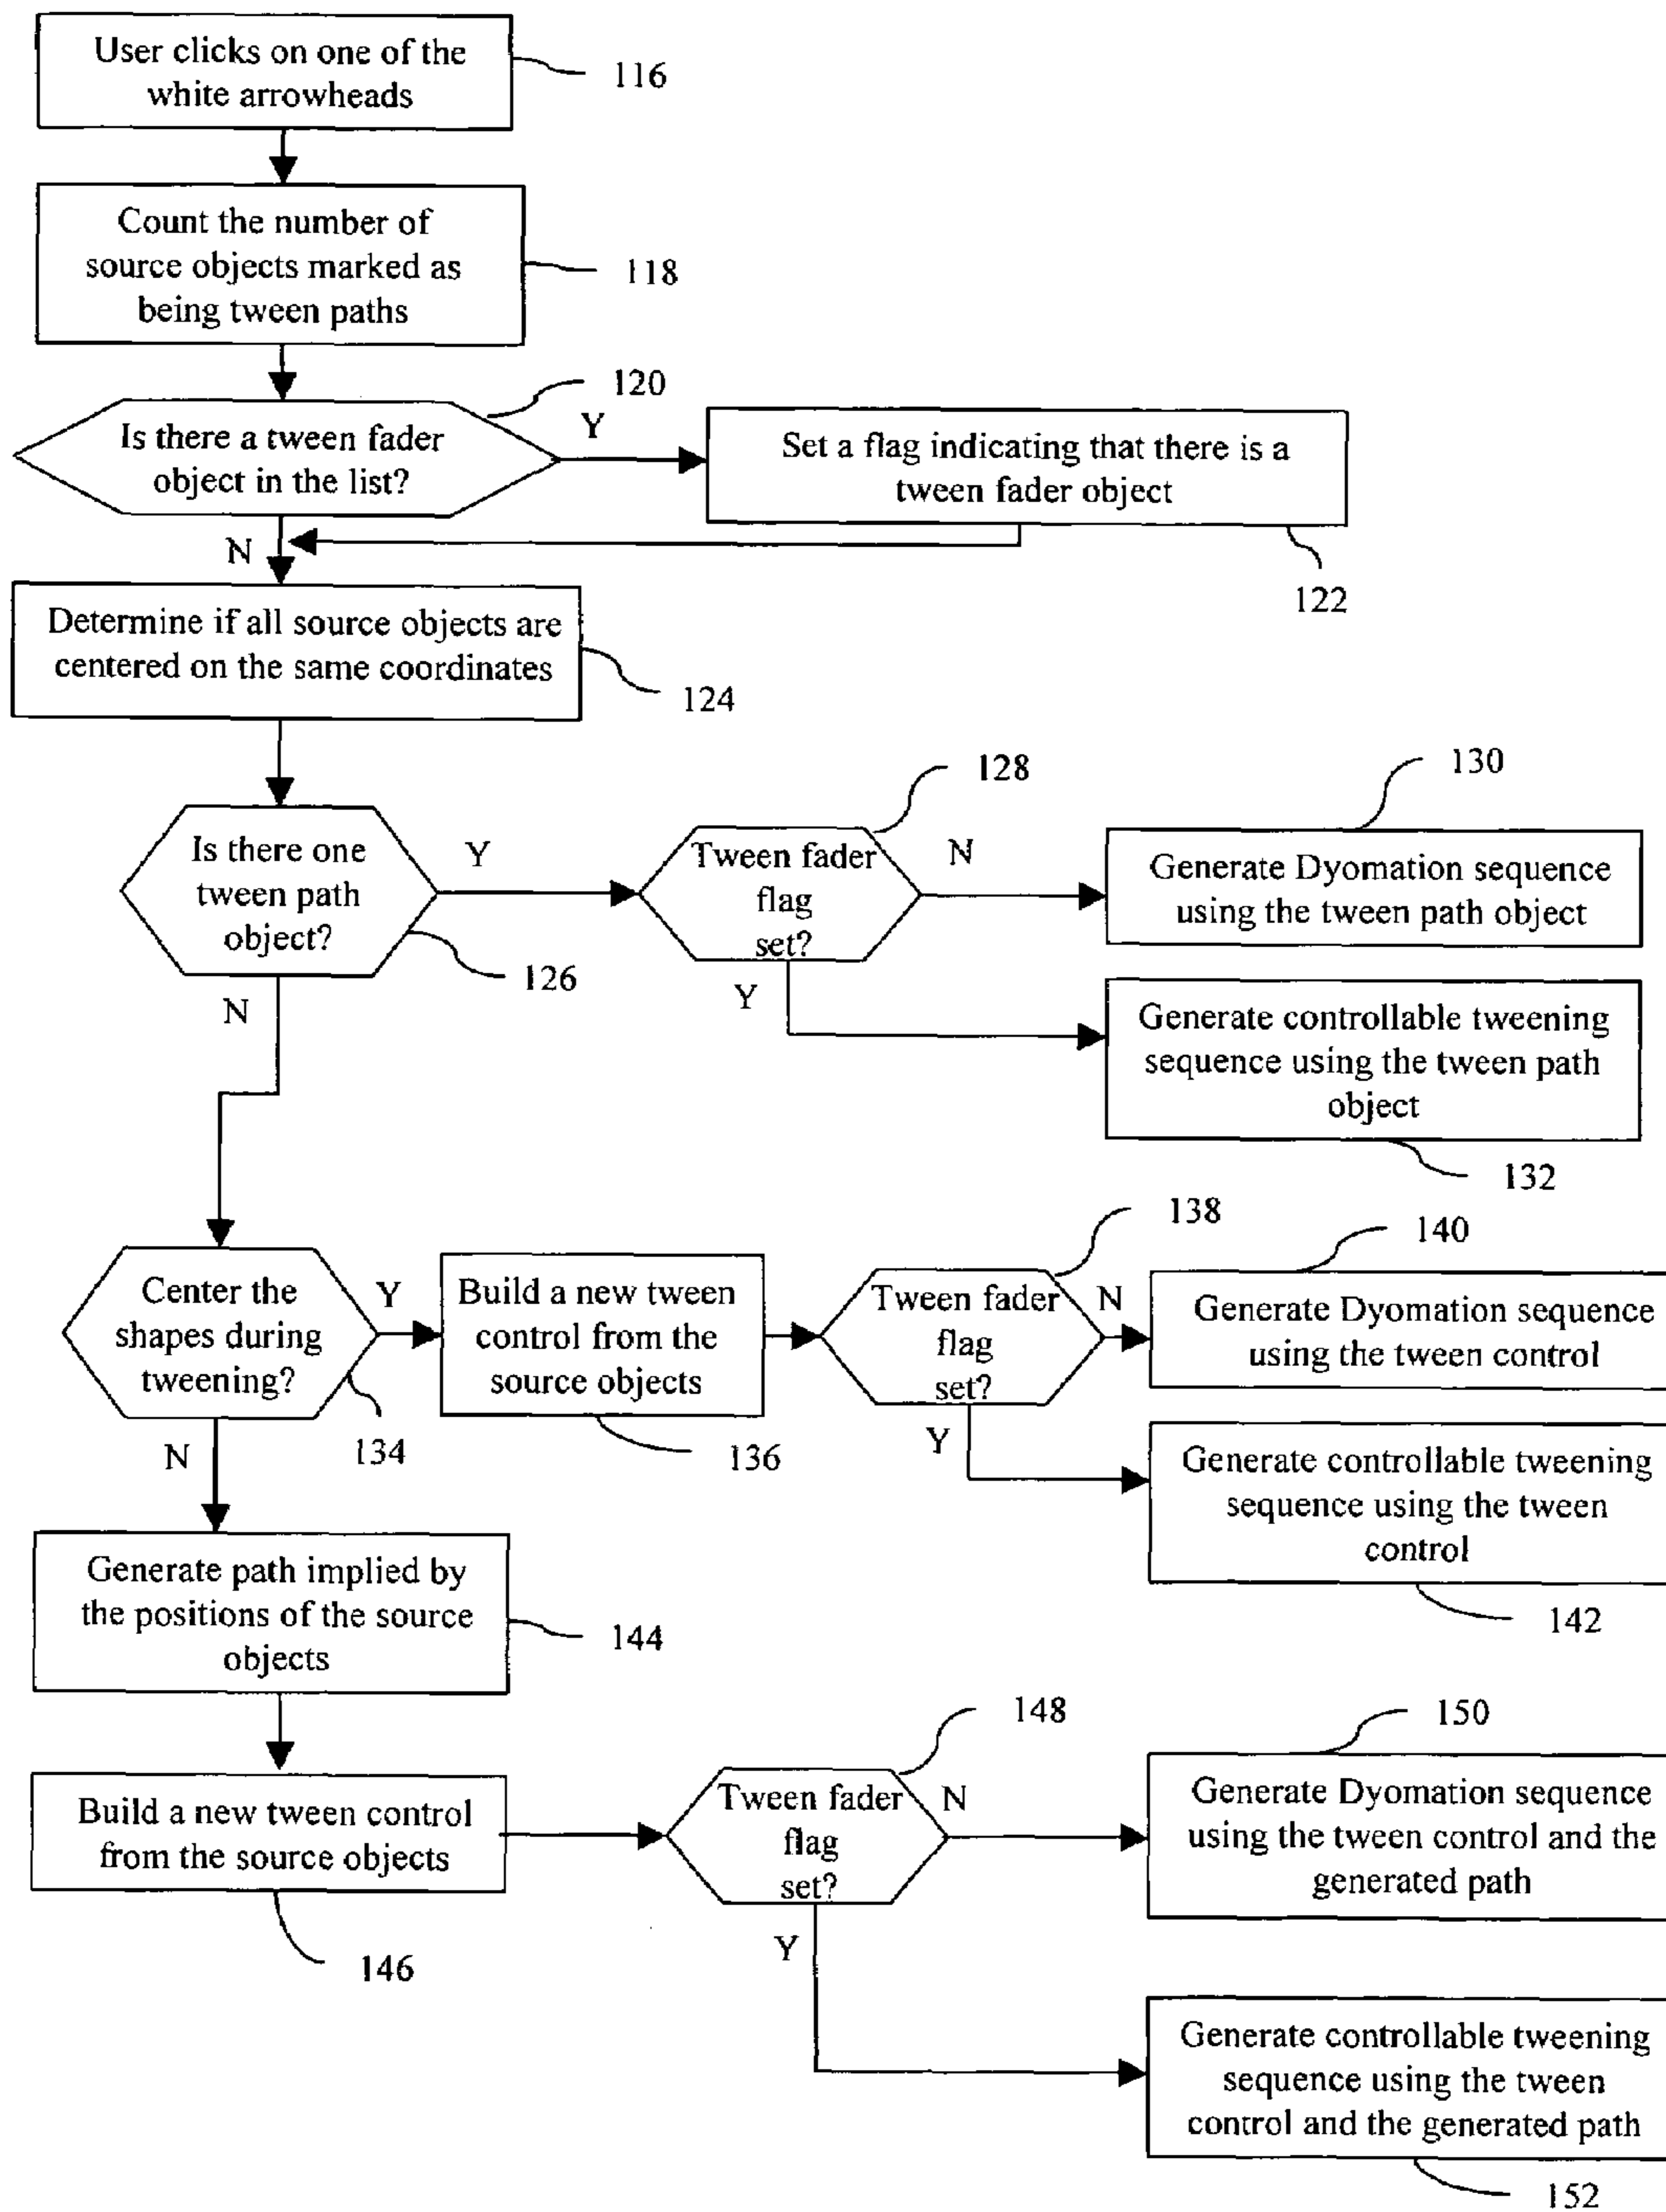 User clicks on one of the
white arrowheads
116
Count the number of
source objects marked as
being tween paths
118
120
Is there a tween fader
object in the list?
Y
Set a flag indicating that there is a
tween fader object
N
122
Determine if all source objects are
centered on the same coordinates
124
128
130
Is there one
tween path
object?
Y
Tween fader
flag
set?
N
Generate Dyomation sequence
using the tween path object
126
N
Y
Generate controllable tweening
sequence using the tween path
object
132
138
140
Center the
shapes during
tweening?
Y
Build a new tween
control from the
source objects
Tween fader
flag
set?
N
Generate Dyomation sequence
using the tween control
134
N
136
Y
Generate controllable tweening
sequence using the tween
control
142
Generate path implied by
the positions of the source
objects
144
148
150
Build a new tween control
from the source objects
Tween fader
flag
set?
N
Generate Dyomation sequence
using the tween control and the
generated path
146
Y
Generate controllable tweening
sequence using the tween
control and the generated path
152